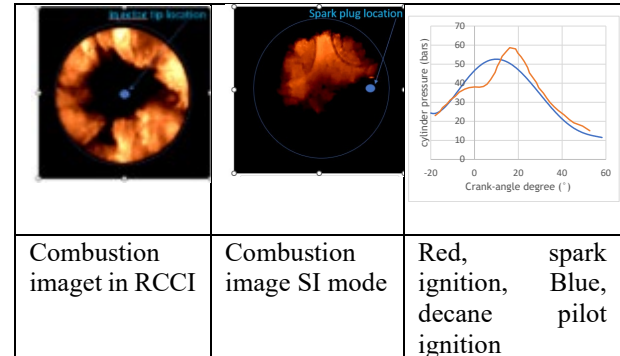 injector tip location
Spark plug location
cylinder pressure (bars)
70
60
50
40
30
20
10
0
-20 0 20 40 60
Crank-angle degree (°)
Combustion
imaget in RCCI
Combustion
image SI mode
Red, spark
ignition, Blue,
decane pilot
ignition